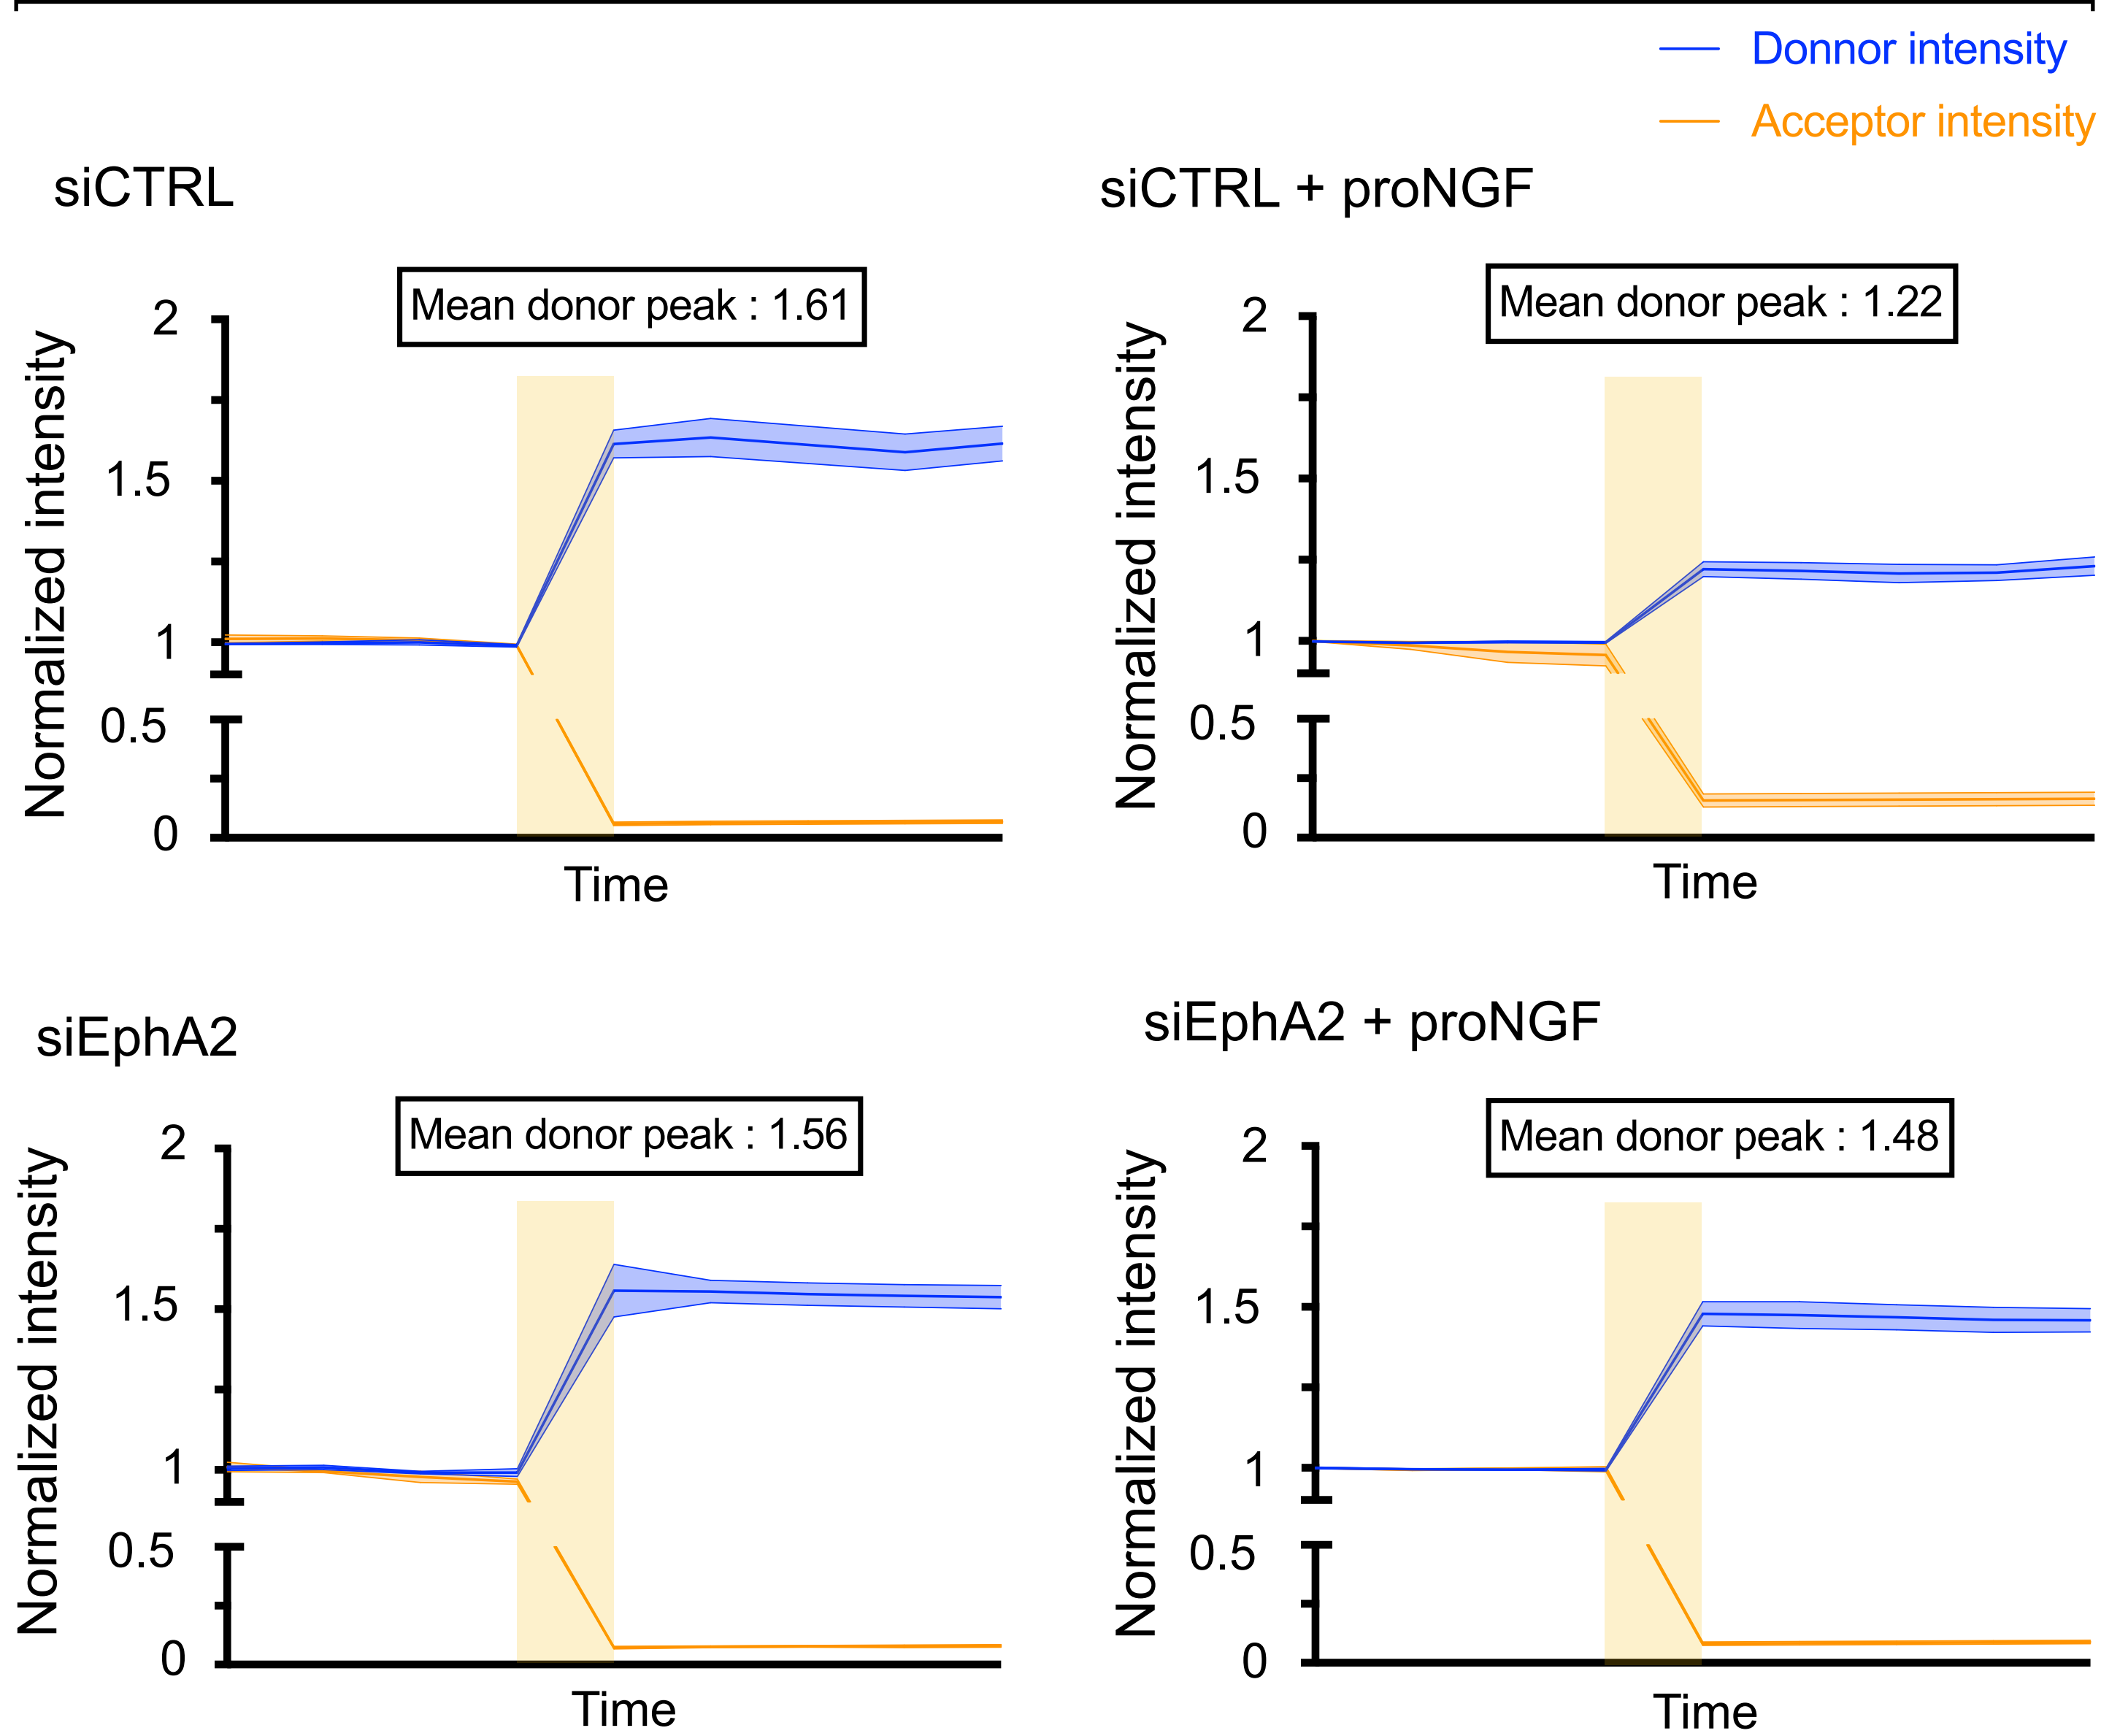 Donnor intensity
Acceptor intensity
siCTRL
Mean donor peak : 1.61
Normalized intensity
2
1.5
1
0.5
0
Time
siCTRL + proNGF
Mean donor peak : 1.22
Normalized intensity
2
1.5
1
0.5
0
Time
siEphA2
Mean donor peak : 1.56
Normalized intensity
2
1.5
1
0.5
0
Time
siEphA2 + proNGF
Mean donor peak : 1.48
Normalized intensity
2
1.5
1
0.5
0
Time